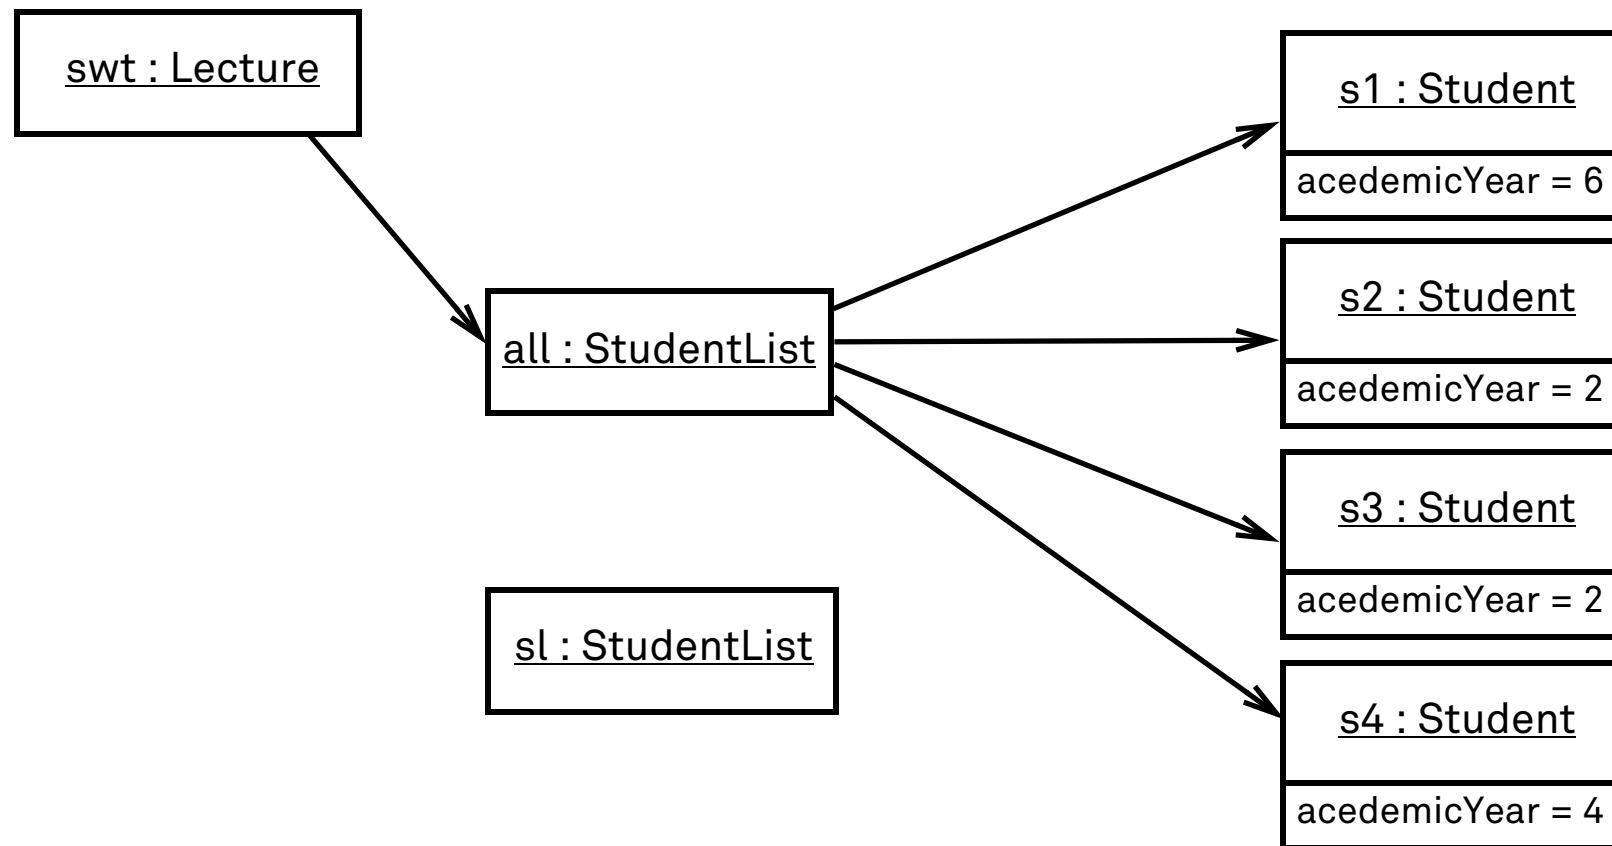 swt : Lecture
s1 : Student
acedemicYear = 6
s2 : Student
acedemicYear = 2
all : StudentList
s3 : Student
acedemicYear = 2
sl : StudentList
s4 : Student
acedemicYear = 4